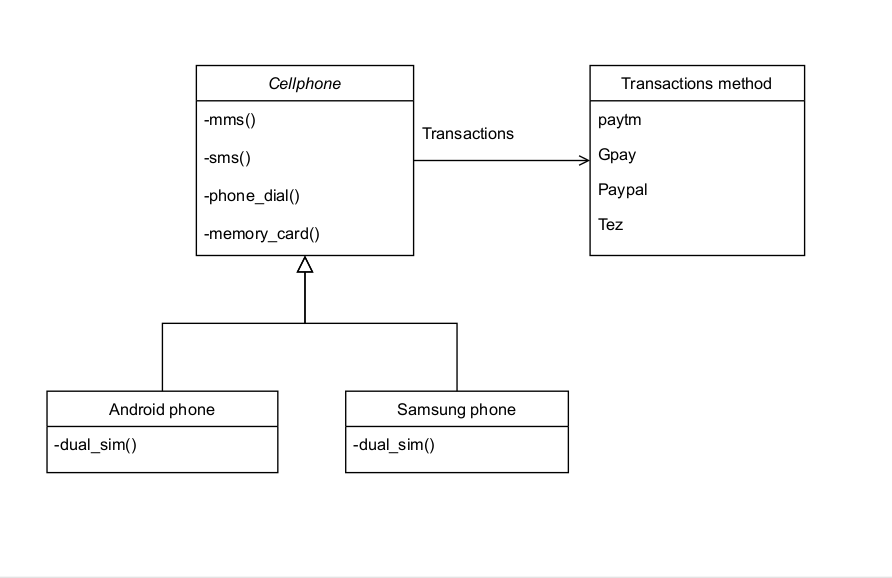 Cellphone
-mms()
-sms()
-phone_dial()
-memory_card()
Transactions
Transactions method
paytm
Gpay
Paypal
Tez
Android phone
-dual_sim()
Samsung phone
-dual_sim()